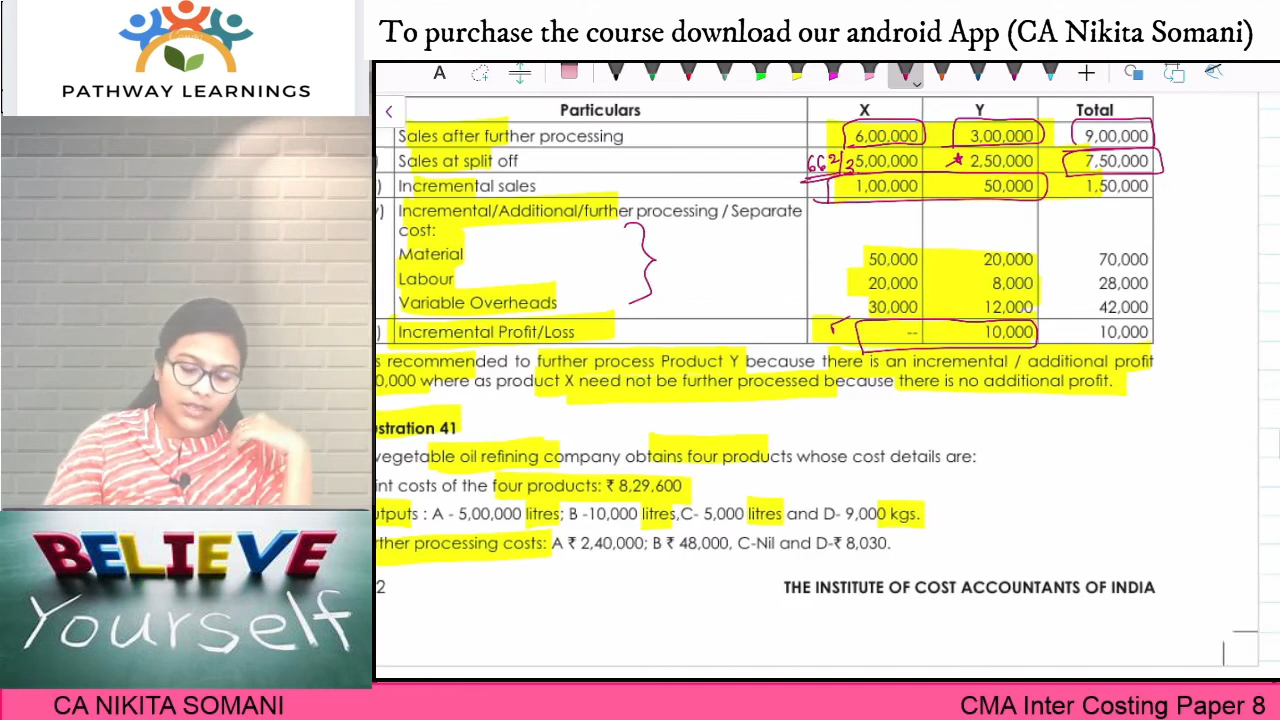 To purchase the course download our android App (CA Nikita Somani)
PATHWAY LEARNINGS
A
Particulars X Y Total
Sales after further processing 6,00,000 3,00,000 9,00,000
Sales at split off 66 2/3 5,00,000 2,50,000 7,50,000
Incremental sales 1,00,000 50,000 1,50,000
Incremental/Additional/further processing / Separate
cost:
Material 50,000 20,000 70,000
Labour 20,000 8,000 28,000
Variable Overheads 30,000 12,000 42,000
Incremental Profit/Loss -- 10,000 10,000
s recommended to further process Product Y because there is an incremental / additional profit
0,000 where as product X need not be further processed because there is no additional profit.
stration 41
vegetable oil refining company obtains four products whose cost details are:
int costs of the four products: ₹ 8,29,600
tputs : A - 5,00,000 litres; B -10,000 litres,C- 5,000 litres and D- 9,000 kgs.
rther processing costs: A ₹ 2,40,000; B ₹ 48,000, C-Nil and D-₹ 8,030.
2 THE INSTITUTE OF COST ACCOUNTANTS OF INDIA
BELIEVE
Yourself
CA NIKITA SOMANI
CMA Inter Costing Paper 8